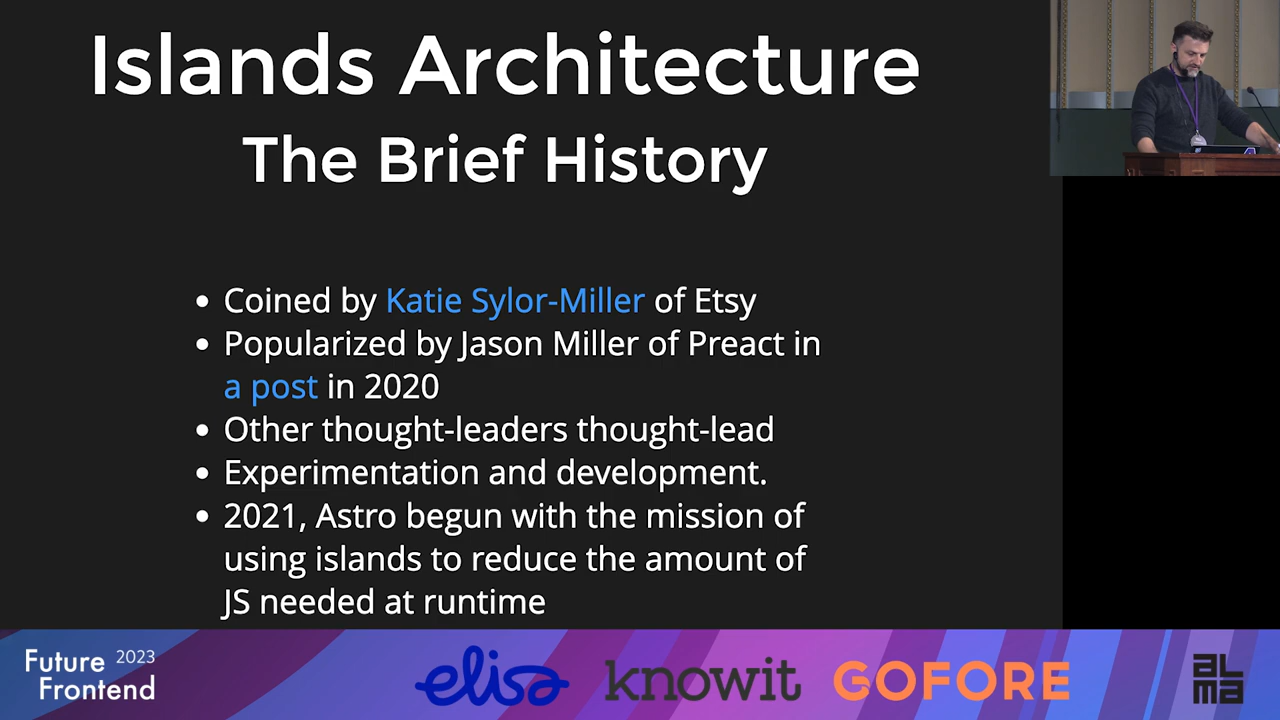 Islands Architecture
The Brief History
• Coined by Katie Sylor-Miller of Etsy
• Popularized by Jason Miller of Preact in
a post in 2020
• Other thought-leaders thought-lead
• Experimentation and development.
• 2021, Astro begun with the mission of
using islands to reduce the amount of
JS needed at runtime
Future 2023
Frontend
elisa
knowit
GOFORE
ALMA